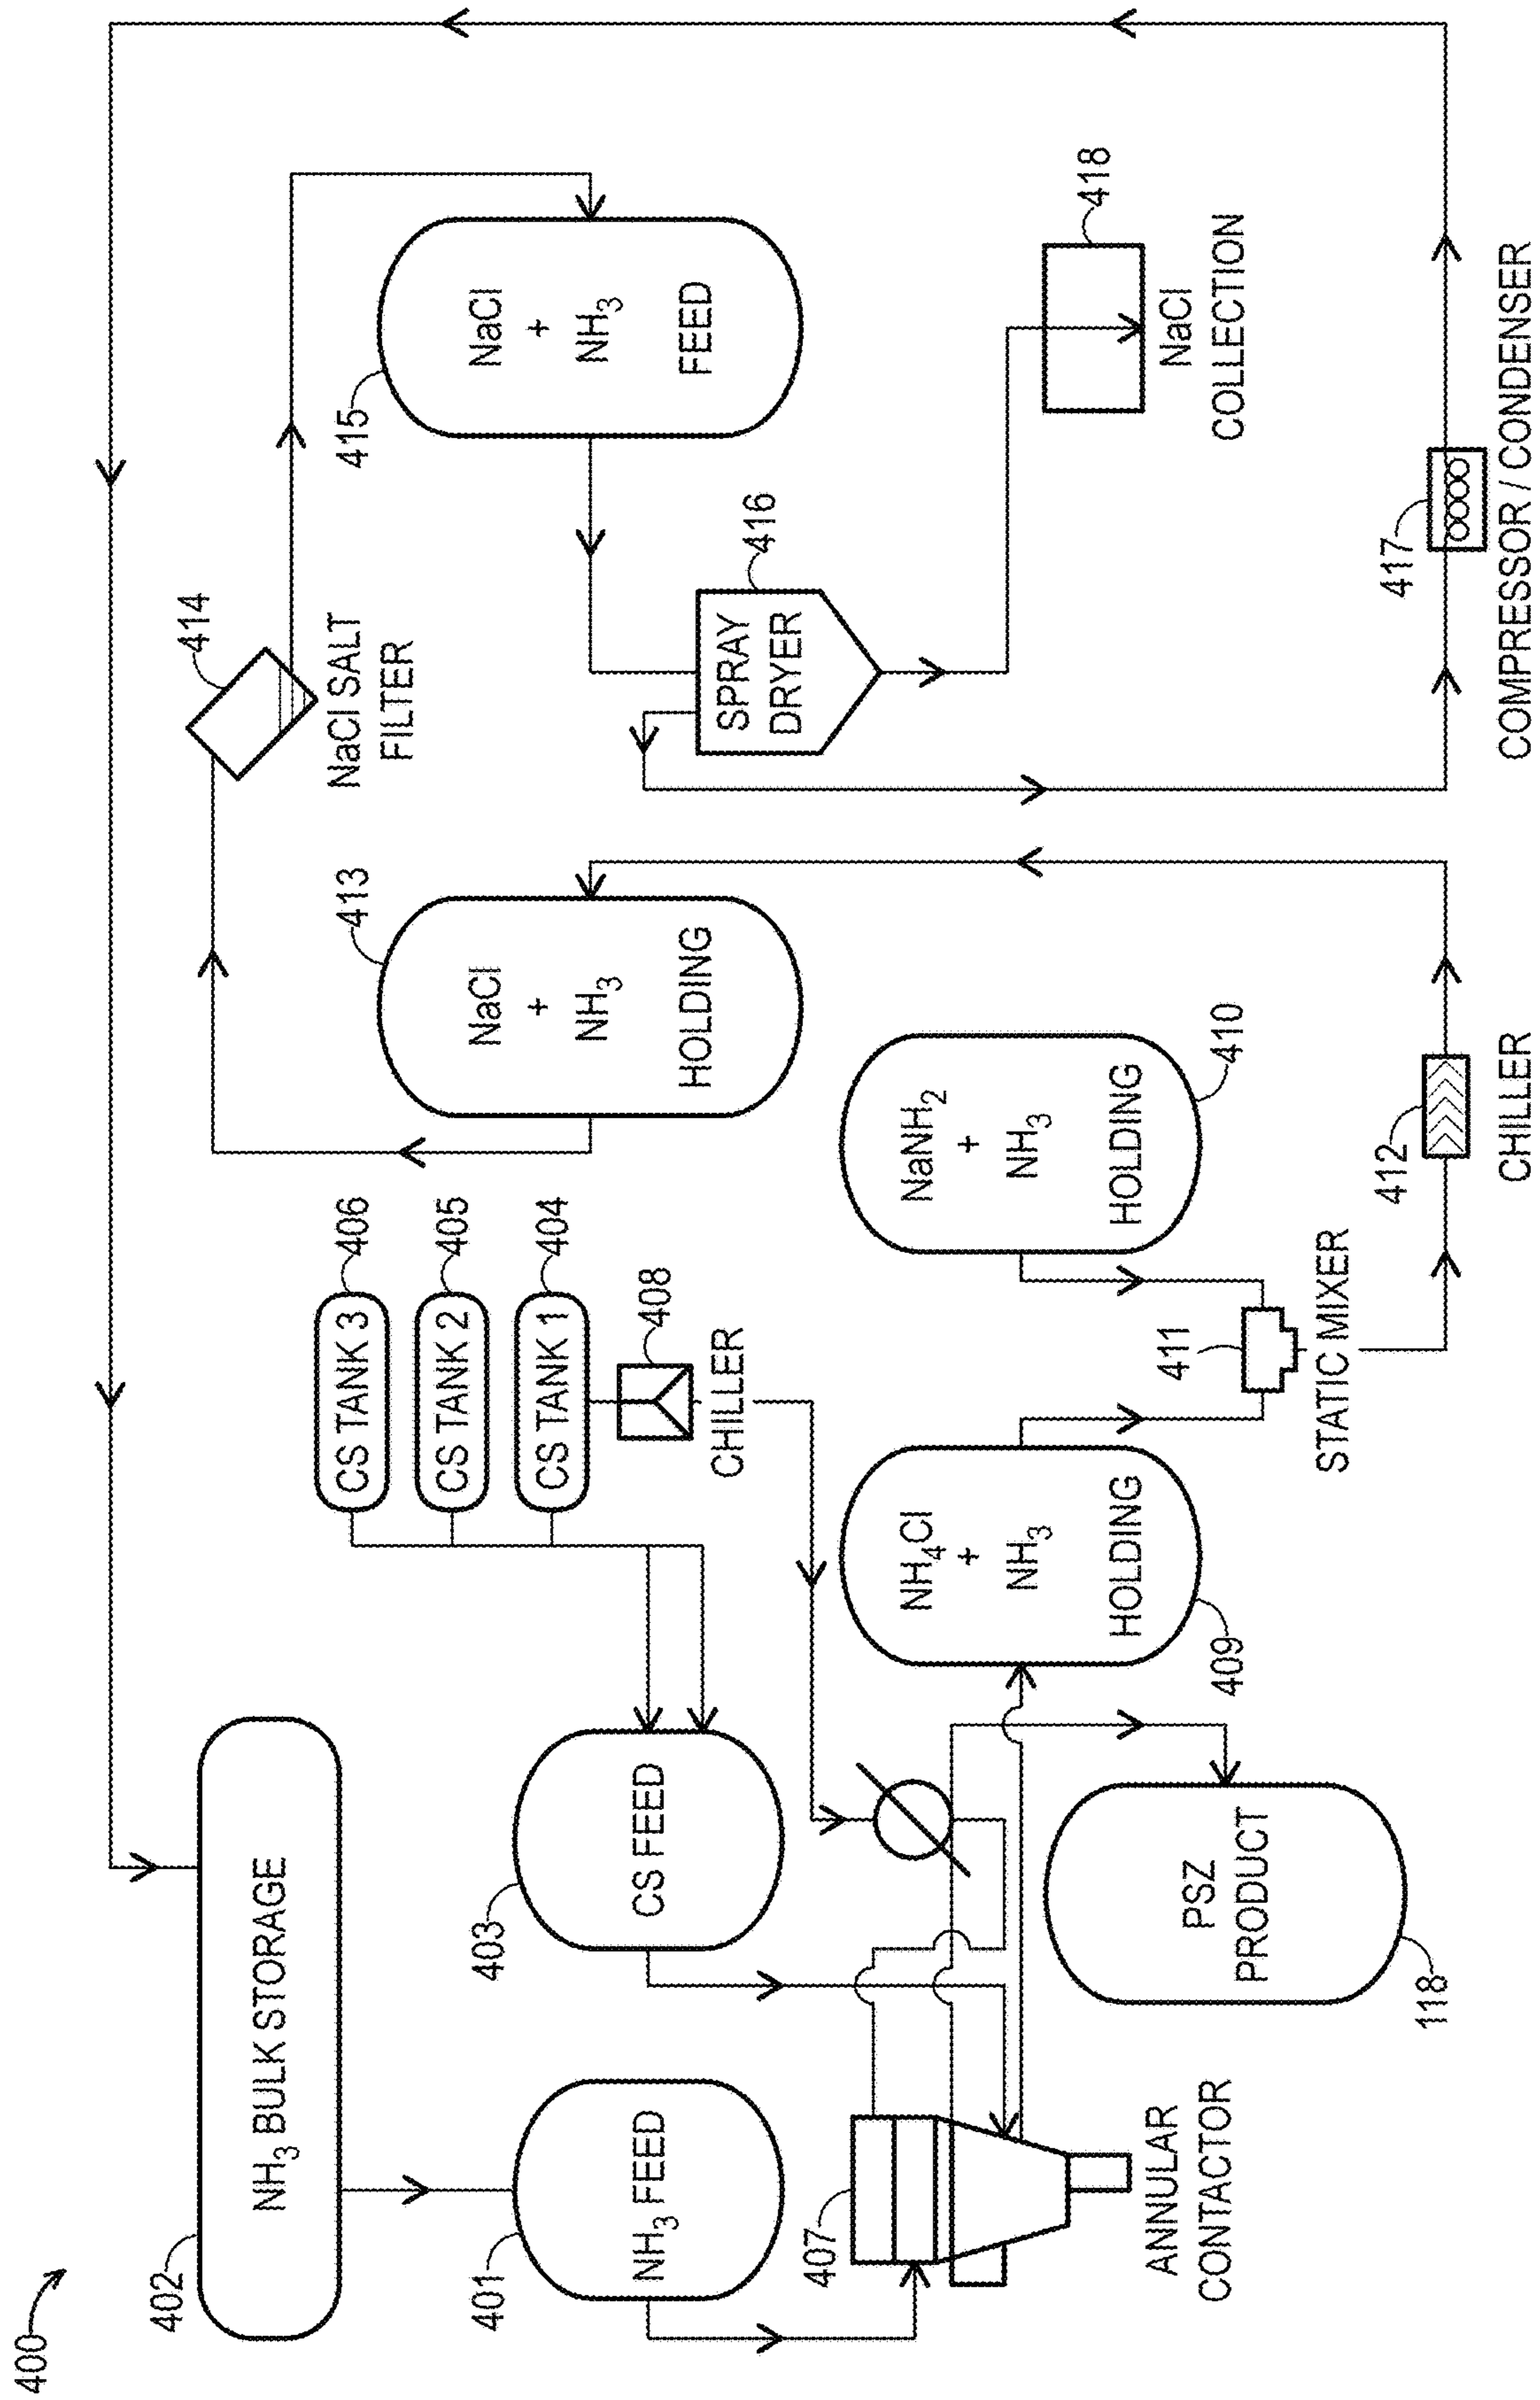 400
402
NH₃ BULK STORAGE
401
NH₃ FEED
403
CS FEED
406
CS TANK 3
405
CS TANK 2
404
CS TANK 1
408
CHILLER
407
ANNULAR
CONTACTOR
118
PSZ
PRODUCT
409
NH₄Cl
+
NH₃
HOLDING
410
NaNH₂
+
NH₃
HOLDING
411
STATIC MIXER
412
CHILLER
413
NaCl
+
NH₃
HOLDING
414
NaCl SALT
FILTER
415
NaCl
+
NH₃
FEED
416
SPRAY
DRYER
417
COMPRESSOR / CONDENSER
418
NaCl
COLLECTION